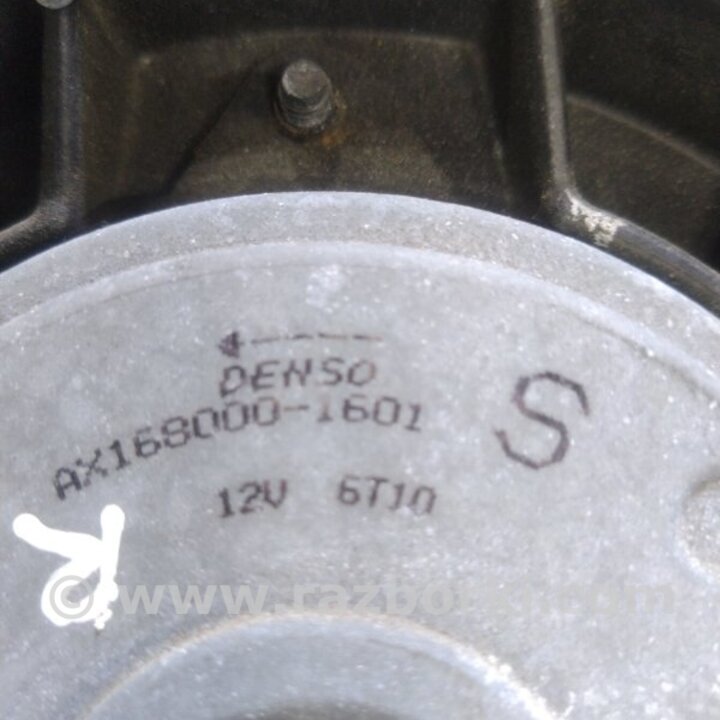 DENSO
AX168000-1601
S
12V 6T10
R
© www.razborka.com